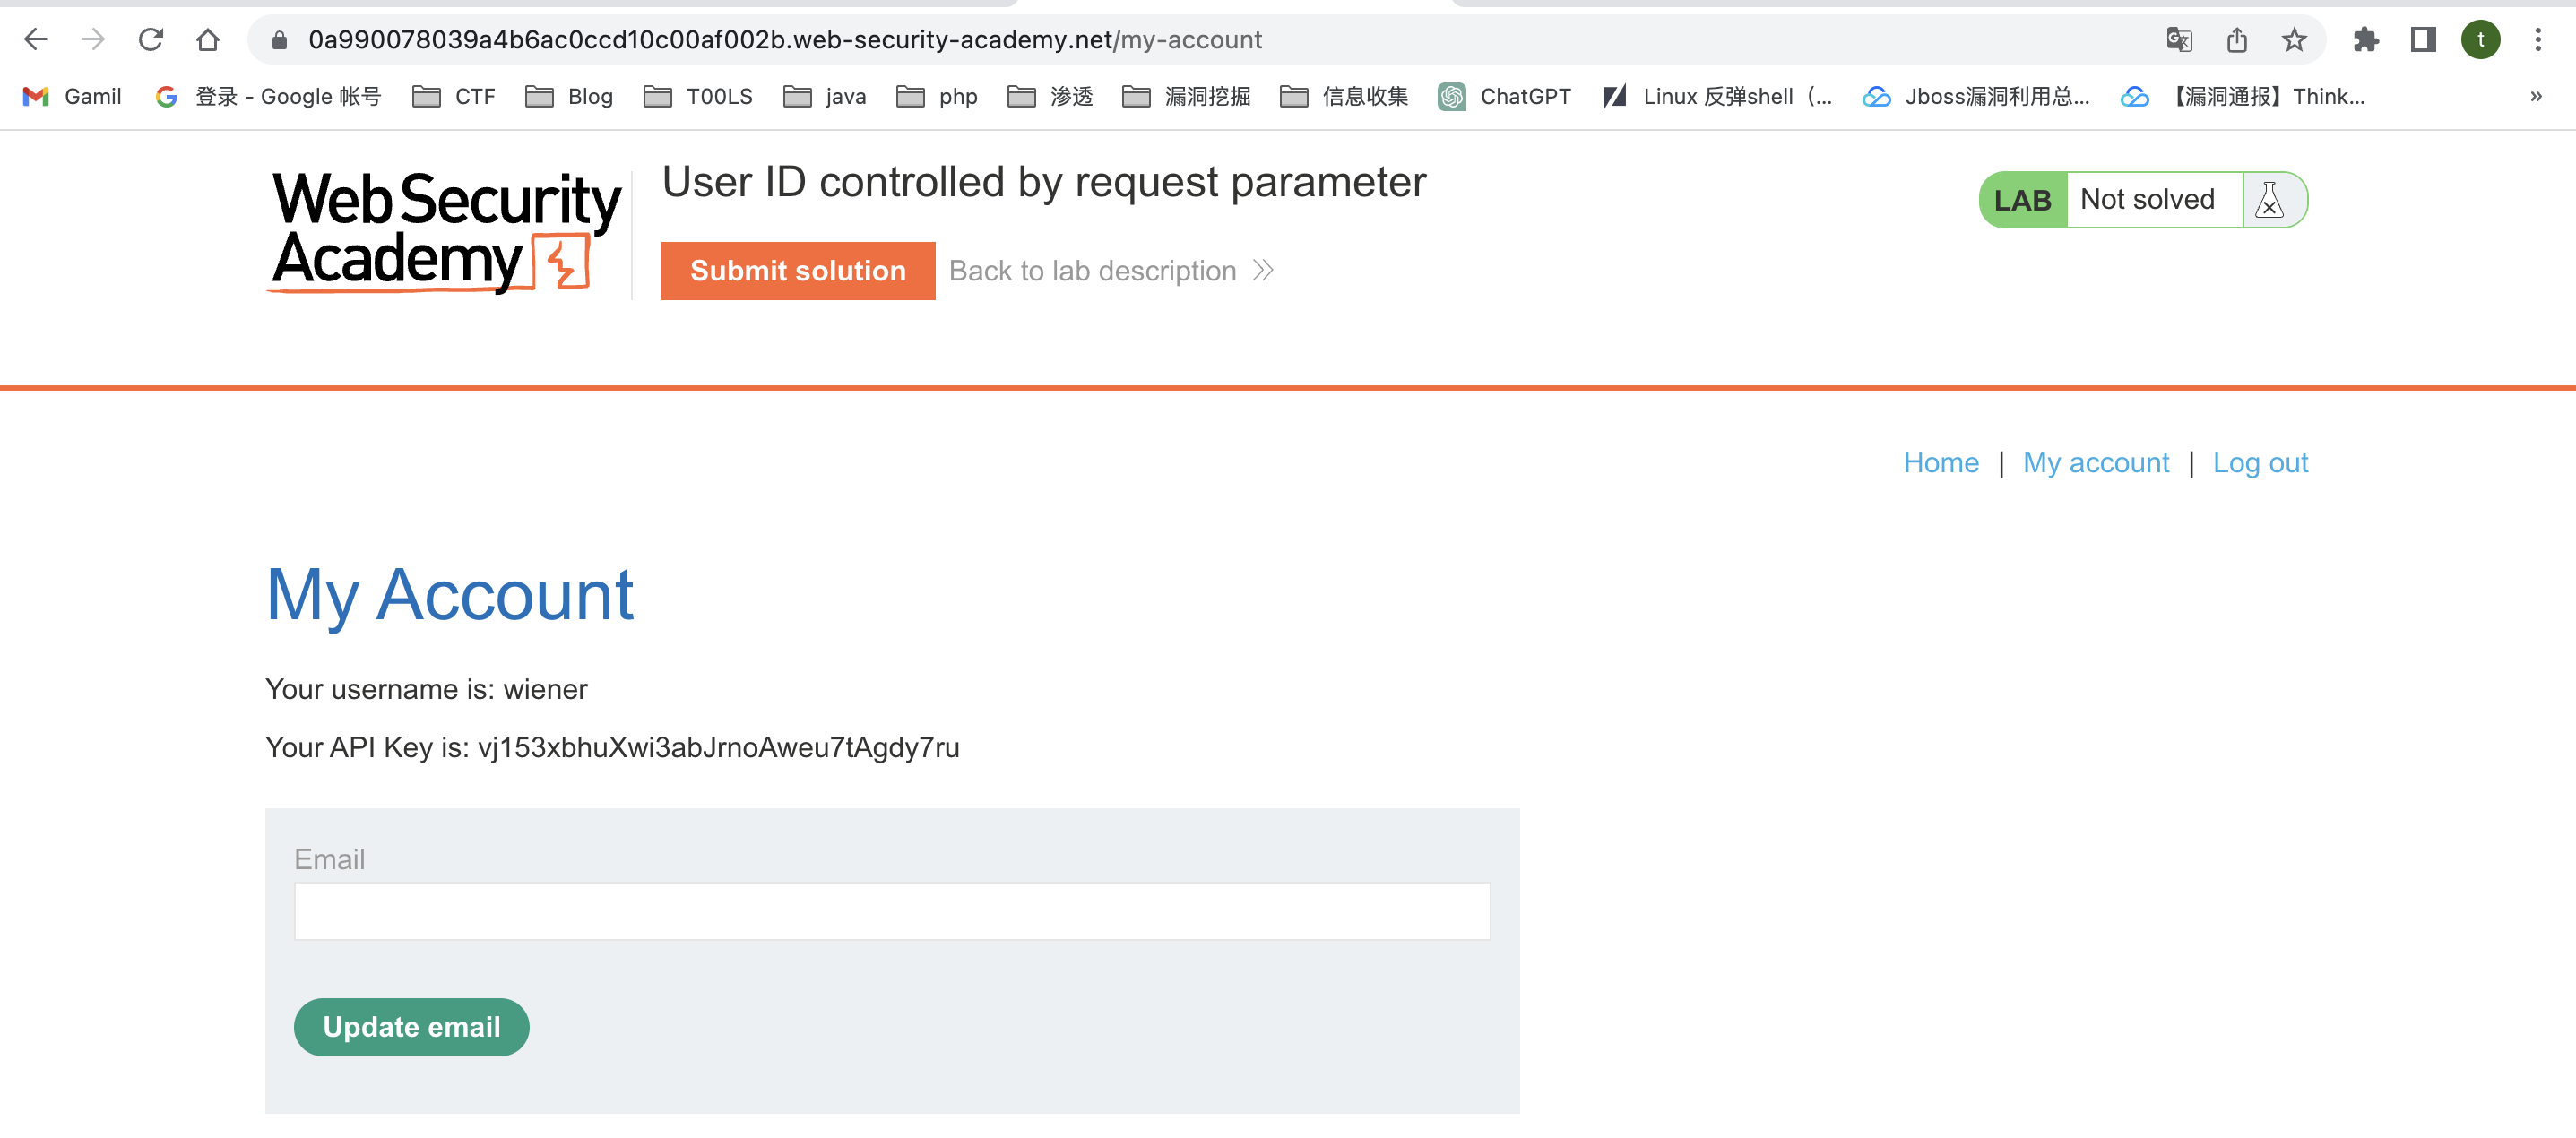 0a990078039a4b6ac0ccd10c00af002b.web-security-academy.net/my-account
t
Gamil 登录 - Google 帐号 CTF Blog T00LS java php 渗透 漏洞挖掘 信息收集 ChatGPT Linux 反弹shell（... Jboss漏洞利用总... 【漏洞通报】Think... »
Web Security
Academy
User ID controlled by request parameter
Submit solution Back to lab description
LAB Not solved
Home | My account | Log out
My Account
Your username is: wiener
Your API Key is: vj153xbhuXwi3abJrnoAweu7tAgdy7ru
Email
Update email